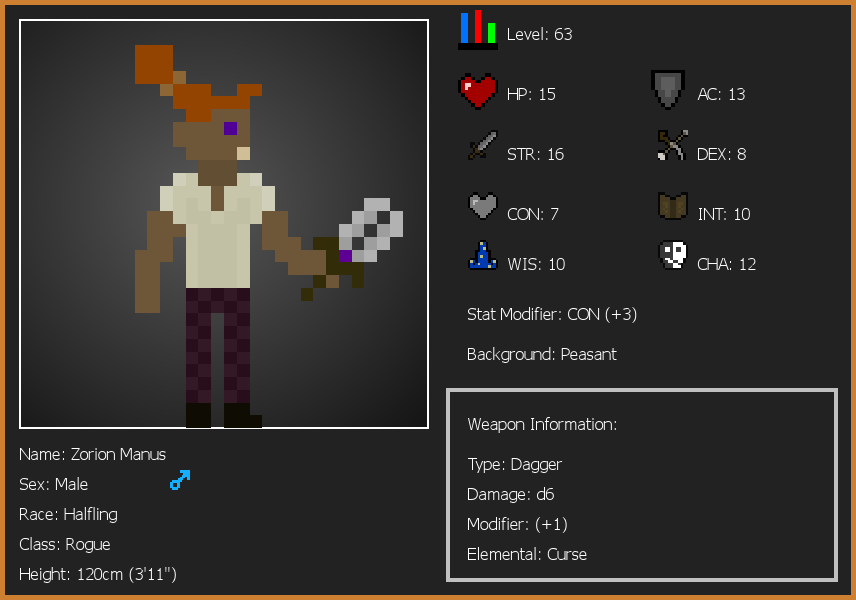 Level: 63
HP: 15
AC: 13
STR: 16
DEX: 8
CON: 7
INT: 10
WIS: 10
CHA: 12
Stat Modifier: CON (+3)
Background: Peasant
Weapon Information:
Type: Dagger
Damage: d6
Modifier: (+1)
Elemental: Curse
Name: Zorion Manus
Sex: Male
Race: Halfling
Class: Rogue
Height: 120cm (3'11")